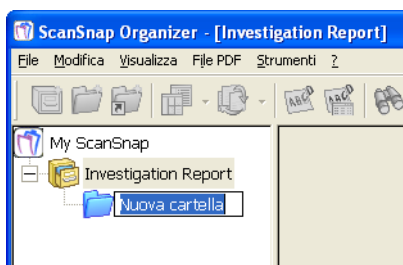 ScanSnap Organizer - [Investigation Report]
File Modifica Visualizza File PDF Strumenti ?
My ScanSnap
Investigation Report
Nuova cartella